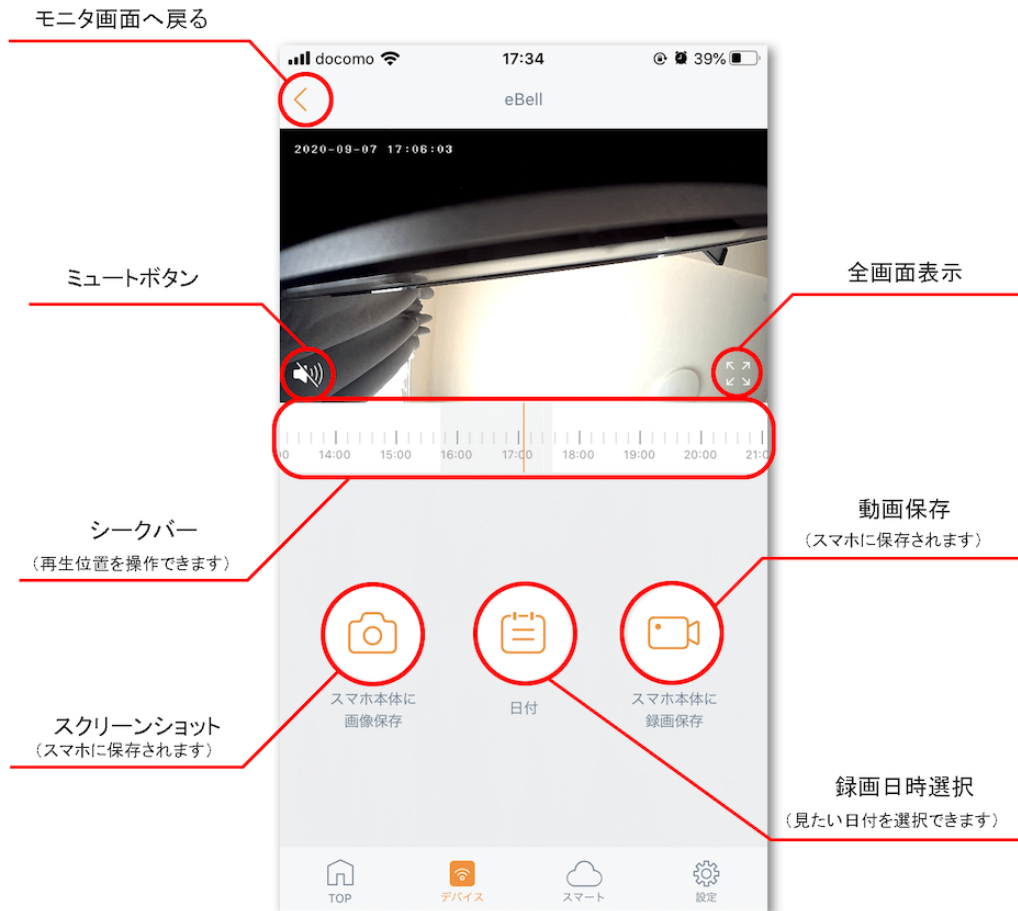 モニタ画面へ戻る
docomo 17:34 39%
eBell
2020-09-07 17:06:03
ミュートボタン
全画面表示
00 14:00 15:00 16:00 17:00 18:00 19:00 20:00 21:0
シークバー
（再生位置を操作できます）
動画保存
（スマホに保存されます）
スマホ本体に
画像保存
日付
スマホ本体に
録画保存
スクリーンショット
（スマホに保存されます）
録画日時選択
（見たい日付を選択できます）
TOP デバイス スマート 設定